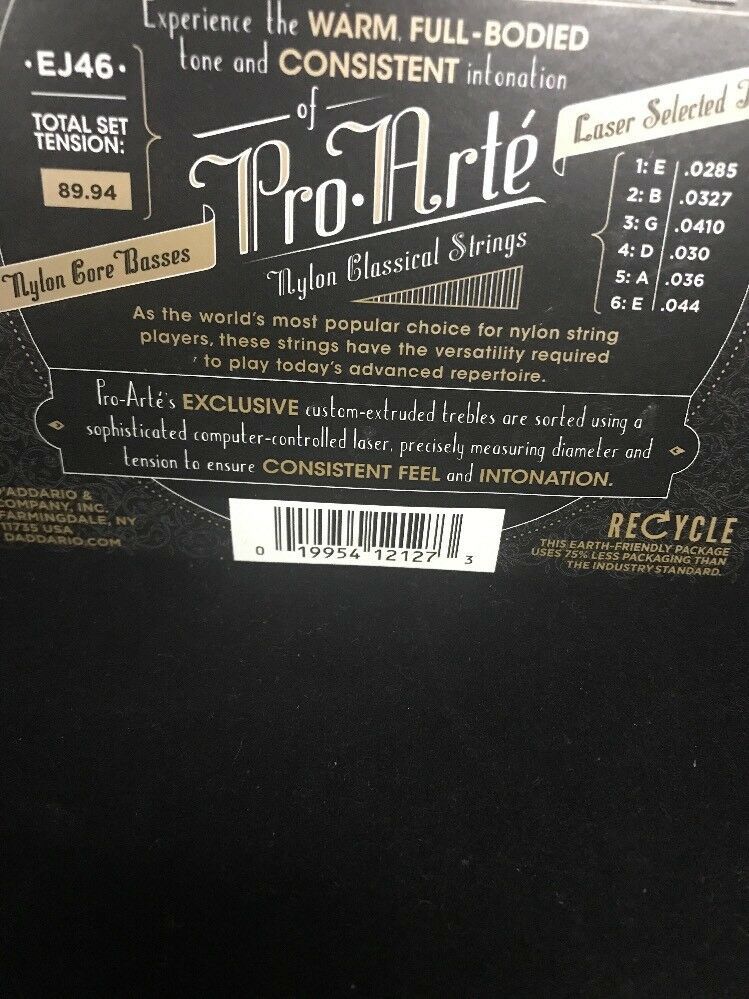 Experience the WARM, FULL-BODIED
tone and CONSISTENT intonation
of
Pro·Arté
Nylon Classical Strings
·EJ46·
TOTAL SET
TENSION:
89.94
Nylon Core Basses
Laser Selected
1: E .0285
2: B .0327
3: G .0410
4: D .030
5: A .036
6: E .044
As the world's most popular choice for nylon string
players, these strings have the versatility required
to play today's advanced repertoire.
Pro-Arté's EXCLUSIVE custom-extruded trebles are sorted using a
sophisticated computer-controlled laser, precisely measuring diameter and
tension to ensure CONSISTENT FEEL and INTONATION.
'ADDARIO &
COMPANY, INC.
FARMINGDALE, NY
11735 USA
DADDARIO.COM
0 19954 12127 3
RECYCLE
THIS EARTH-FRIENDLY PACKAGE
USES 75% LESS PACKAGING THAN
THE INDUSTRY STANDARD.